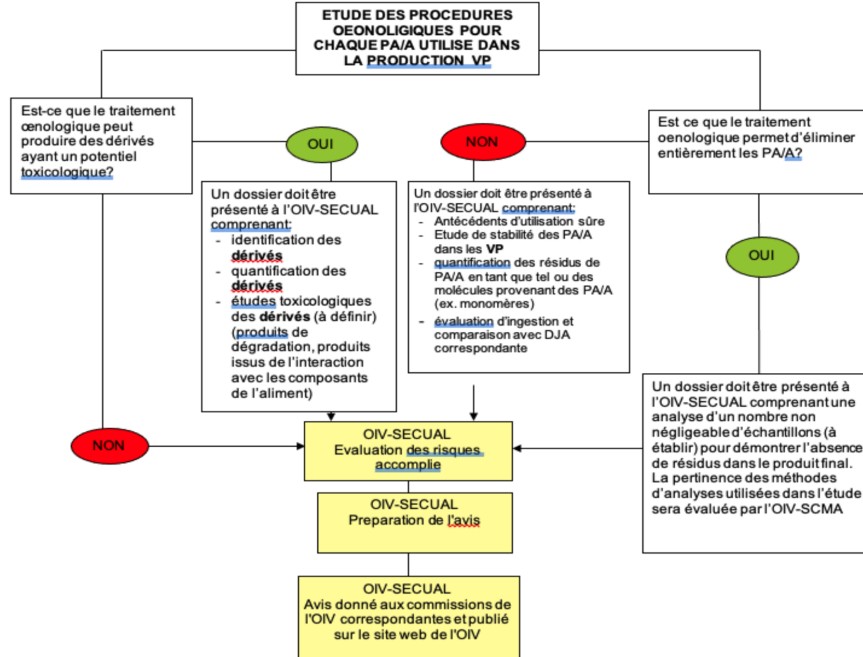 ETUDE DES PROCEDURES
OEONOLIGIQUES POUR
CHAQUE PA/A UTILISE DANS
LA PRODUCTION VP
Est-ce que le traitement
œnologique peut
produire des dérivés
ayant un potentiel
toxicologique?
OUI
NON
Est ce que le traitement
oenologique permet d'éliminer
entièrement les PA/A?
Un dossier doit être
présenté à l'OIV-SECUAL
comprenant:
- identification des
dérivés
- quantification des
dérivés
- études toxicologiques
des dérivés (à définir)
(produits de
dégradation, produits
issus de l'interaction
avec les composants
de l'aliment)
Un dossier doit être présenté à
l'OIV-SECUAL comprenant:
- Antécédents d'utilisation sûre
- Etude de stabilité des PA/A
dans les VP
- quantification des résidus de
PA/A en tant que tel ou des
molécules provenant des PA/A
(ex. monomères)
- évaluation d'ingestion et
comparaison avec DJA
correspondante
OUI
Un dossier doit être présenté à
l'OIV-SECUAL comprenant une
analyse d'un nombre non
négligeable d'échantillons (à
établir) pour démontrer l'absence
de résidus dans le produit final.
La pertinence des méthodes
d'analyses utilisées dans l'étude
sera évaluée par l'OIV-SCMA
NON
OIV-SECUAL
Evaluation des risques
accomplie
OIV-SECUAL
Preparation de l'avis
OIV-SECUAL
Avis donné aux commissions de
l'OIV correspondantes et publié
sur le site web de l'OIV